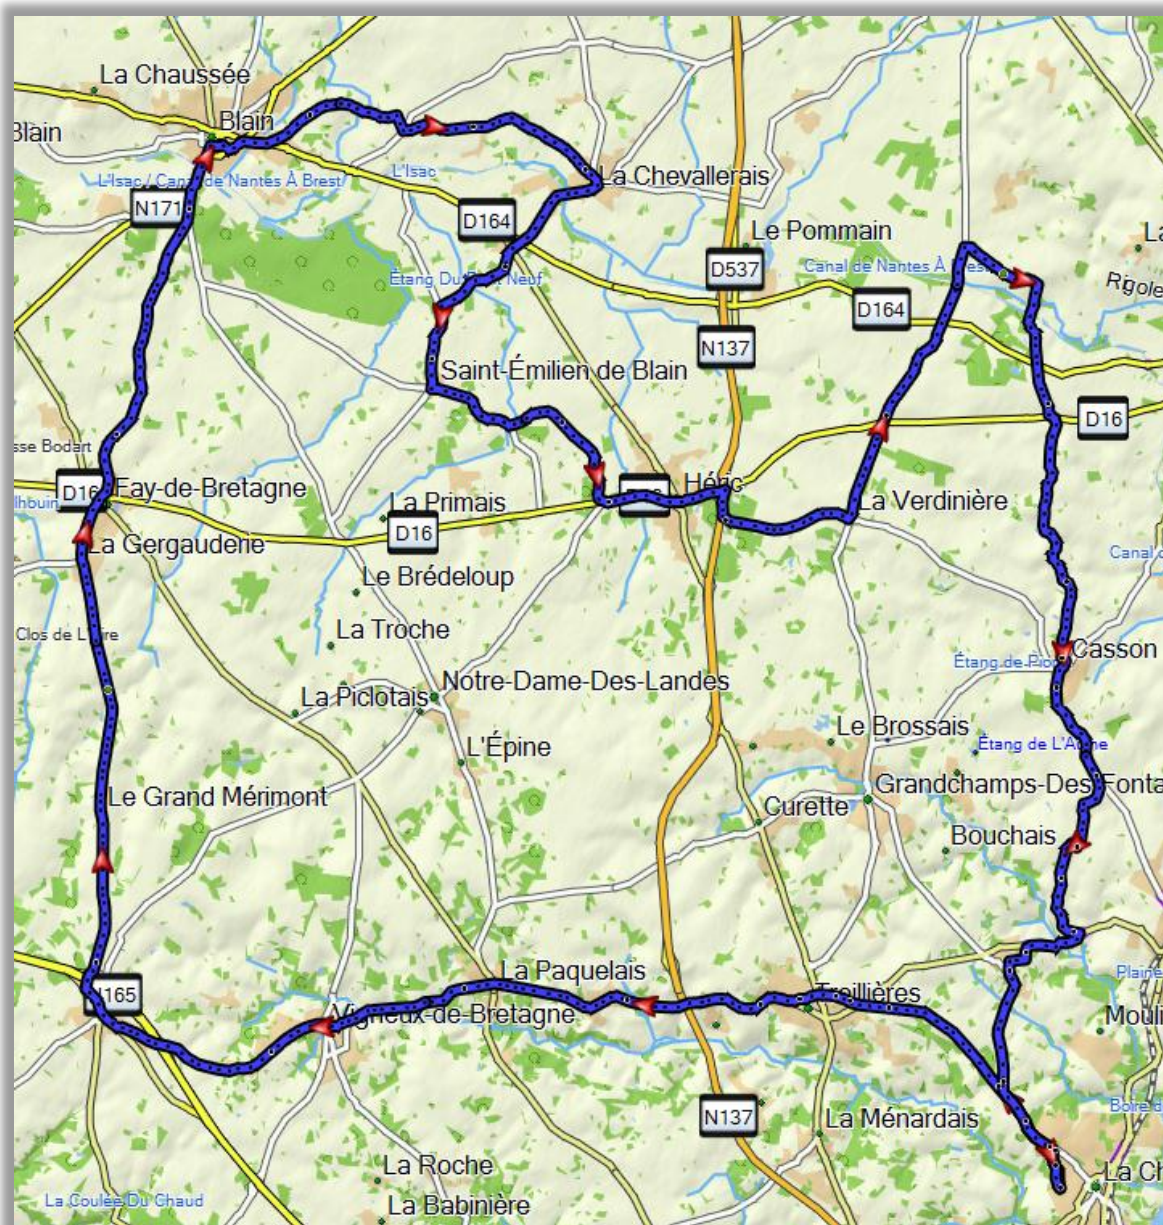 La Chaussée
Blain
Blain
La Chevallerais
L'Isac
L'Isac / Canal de Nantes À Brest
N171
D164
Le Pommain
D537
Canal de Nantes À
Rigole
Étang Du
Neuf
D164
N137
Saint-Émilien de Blain
D16
sse Bodart
D16
Fay-de-Bretagne
Héric
La Primais
La Verdinière
D16
La Gergauderie
Canal
Le Brédeloup
La Troche
Clos de
Casson
Étang de
Notre-Dame-Des-Landes
La Piclotais
Le Brossais
L'Épine
Étang de L'A
Le Grand Mérimont
Grandchamps-Des-Fonta
Curette
Bouchais
La Paquelais
Plaine
165
Treillières
Vigneux-de-Bretagne
Mouli
N137
La Ménardais
Boire d
La Roche
La Ch
La Coulée Du Chaud
La Babinière